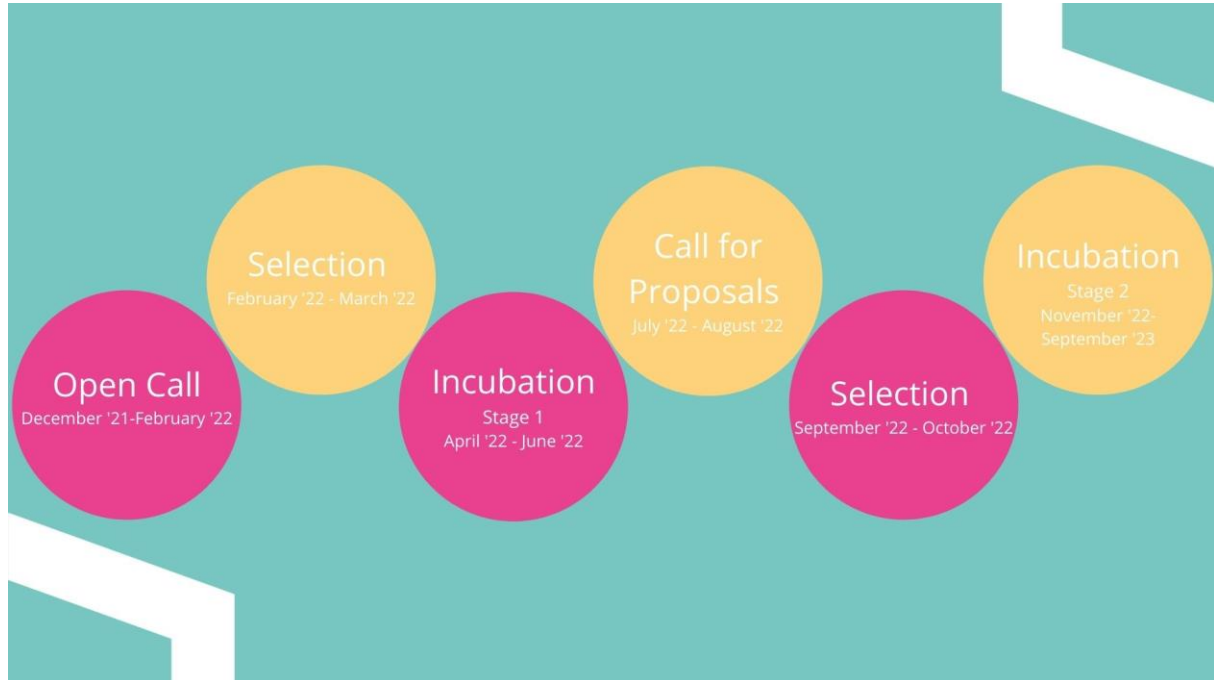 Open Call
December '21-February '22
Selection
February '22 - March '22
Incubation
Stage 1
April '22 - June '22
Call for
Proposals
July '22 - August '22
Selection
September '22 - October '22
Incubation
Stage 2
November '22-
September '23